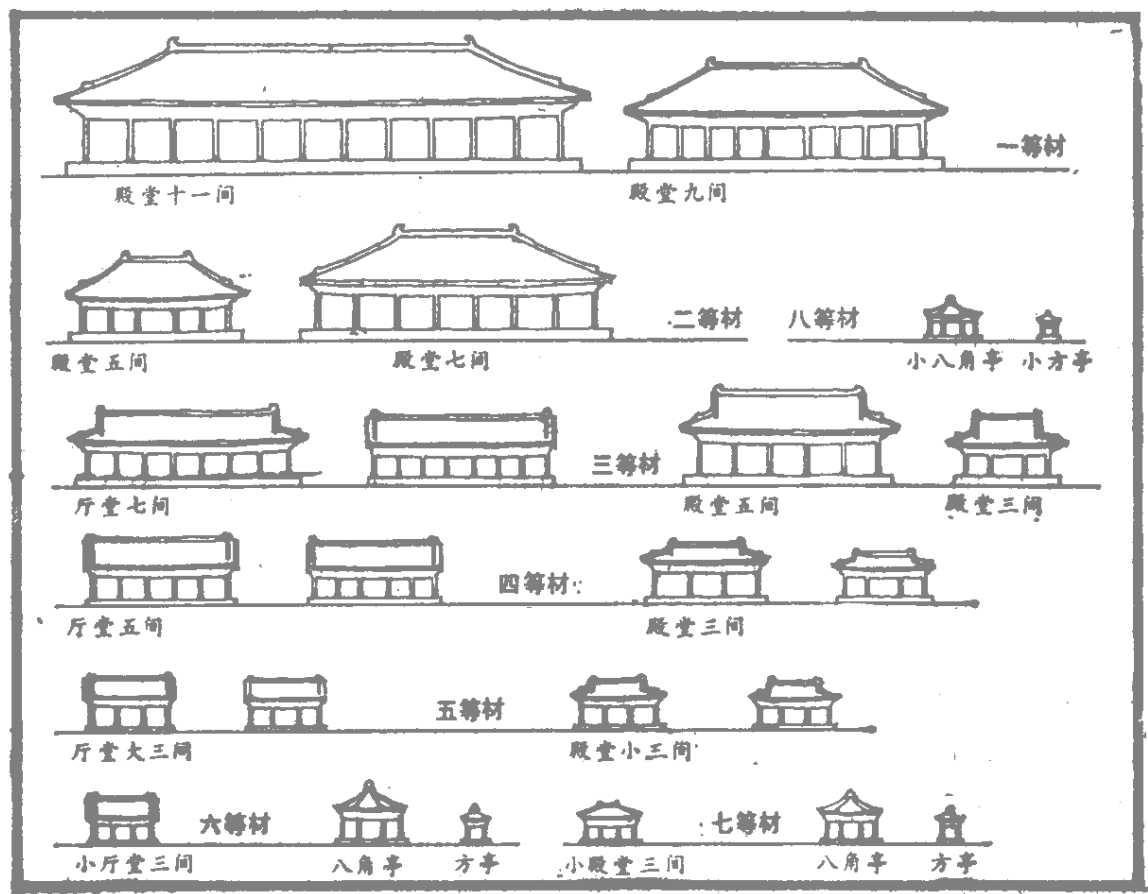 一等材
殿堂十一间 殿堂九间
二等材 八等材
殿堂五间 殿堂七间 小八角亭 小方亭
三等材
厅堂七间 殿堂五间 殿堂三间
四等材
厅堂五间 殿堂三间
五等材
厅堂大三间 殿堂小三间
六等材 七等材
小厅堂三间 八角亭 方亭 小殿堂三间 八角亭 方亭